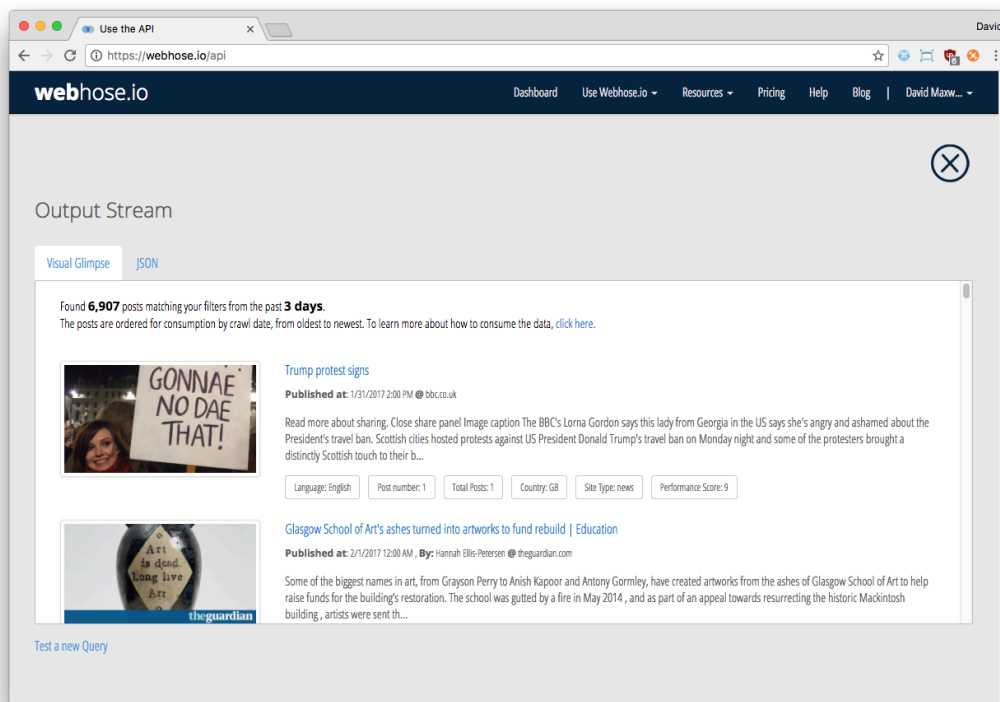 David
Use the API
https://webhose.io/api
6
webhose.io
Dashboard Use Webhose.io Resources Pricing Help Blog | David Maxw...
Output Stream
Visual Glimpse JSON
Found 6,907 posts matching your filters from the past 3 days.
The posts are ordered for consumption by crawl date, from oldest to newest. To learn more about how to consume the data, click here.
GONNAE
NO DAE
THAT!
Trump protest signs
Published at: 1/31/2017 2:00 PM @ bbc.co.uk
Read more about sharing. Close share panel Image caption The BBC's Lorna Gordon says this lady from Georgia in the US says she's angry and ashamed about the
President's travel ban. Scottish cities hosted protests against US President Donald Trump's travel ban on Monday night and some of the protesters brought a
distinctly Scottish touch to their b...
Language: English Post number: 1 Total Posts: 1 Country: GB Site Type: news Performance Score: 9
Art
is dead.
Long live
Art
theguardian
Glasgow School of Art's ashes turned into artworks to fund rebuild | Education
Published at: 2/1/2017 12:00 AM , By: Hannah Ellis-Petersen @ theguardian.com
Some of the biggest names in art, from Grayson Perry to Anish Kapoor and Antony Gormley, have created artworks from the ashes of Glasgow School of Art to help
raise funds for the building's restoration. The school was gutted by a fire in May 2014 , and as part of an appeal towards resurrecting the historic Mackintosh
building , artists were sent th...
Test a new Query